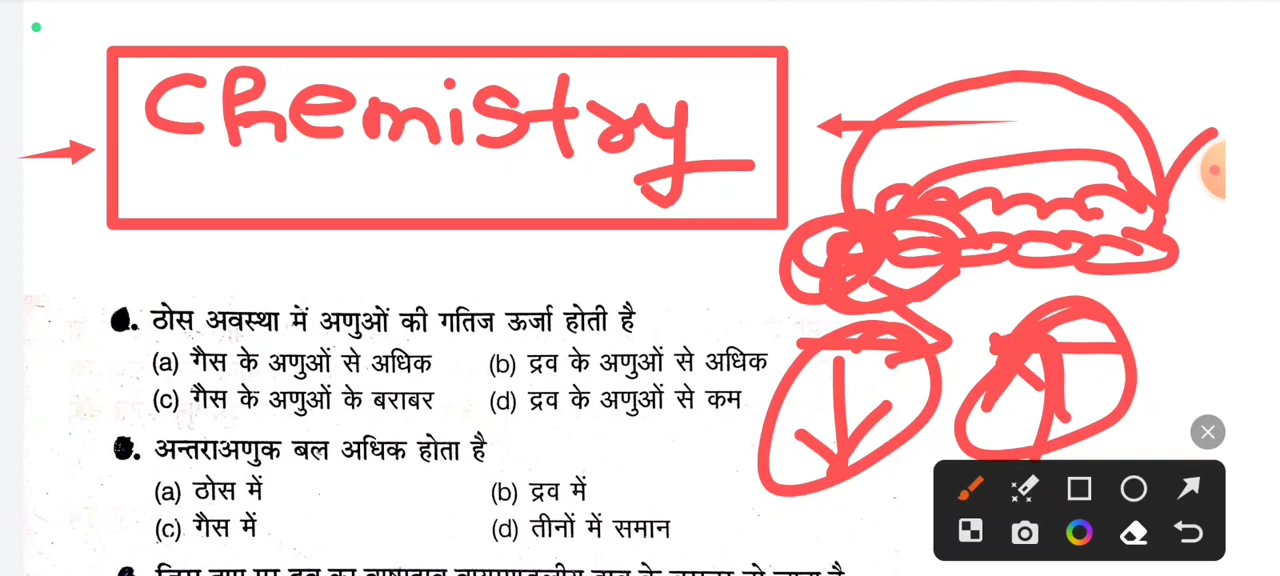 Chemistry
ठोस अवस्था में अणुओं की गतिज ऊर्जा होती है
(a) गैस के अणुओं से अधिक (b) द्रव के अणुओं से अधिक
(c) गैस के अणुओं के बराबर (d) द्रव के अणुओं से कम
अन्तराअणुक बल अधिक होता है
(a) ठोस में (b) द्रव में
(c) गैस में (d) तीनों में समान